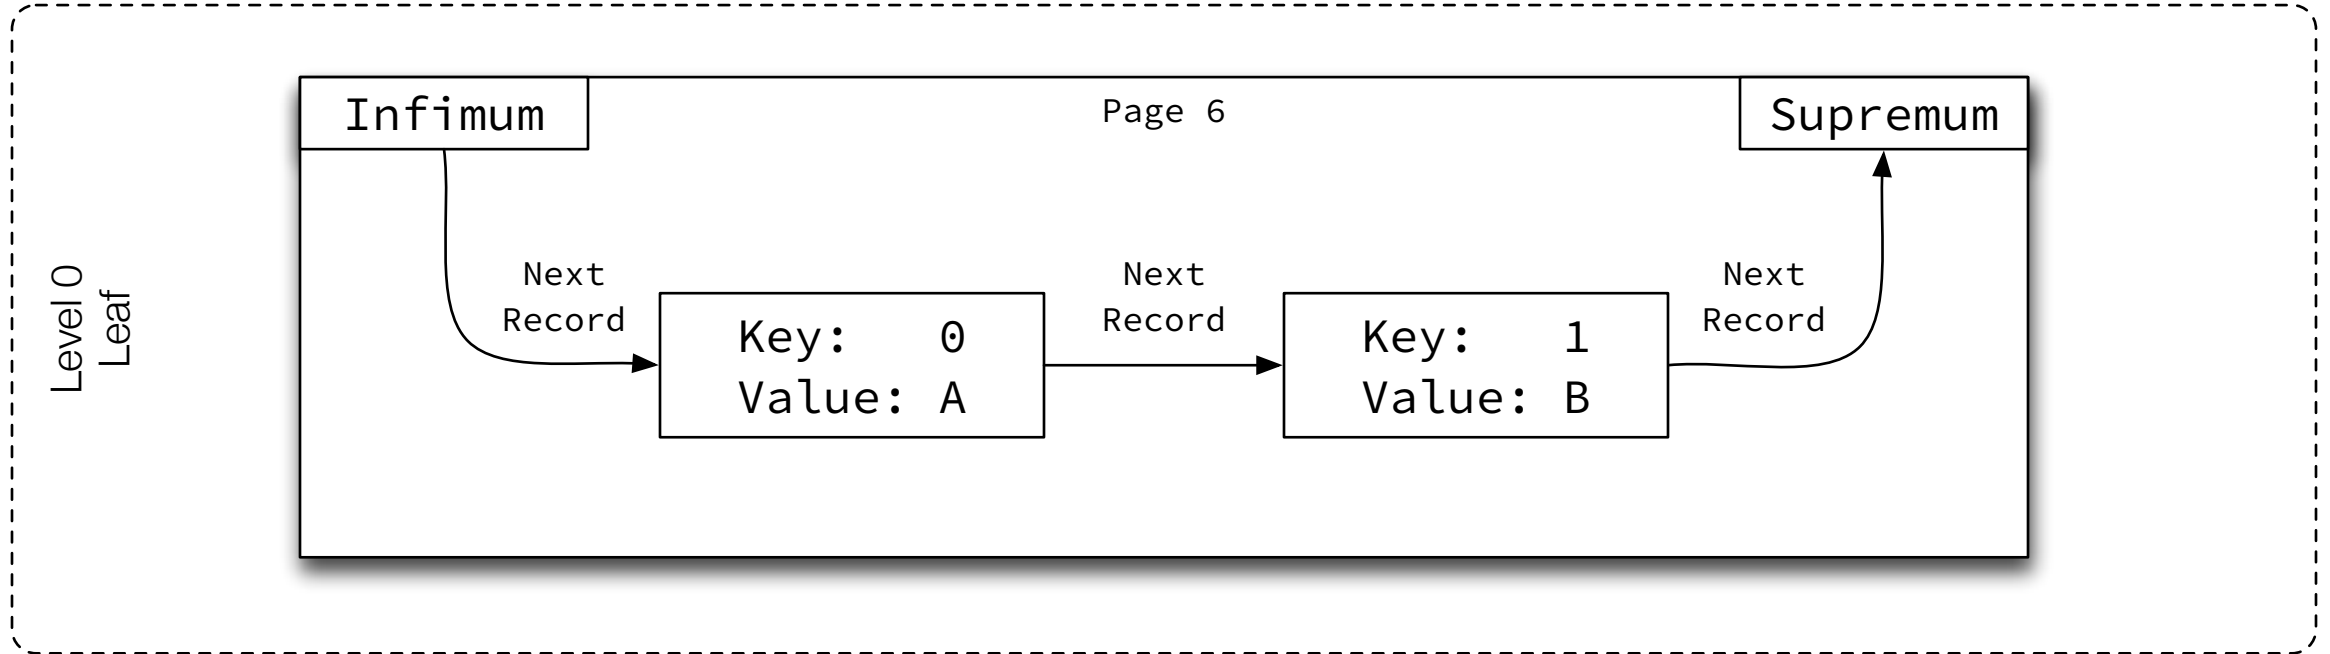 Level 0
Leaf
Infimum
Page 6
Supremum
Next
Record
Key: 0
Value: A
Next
Record
Key: 1
Value: B
Next
Record